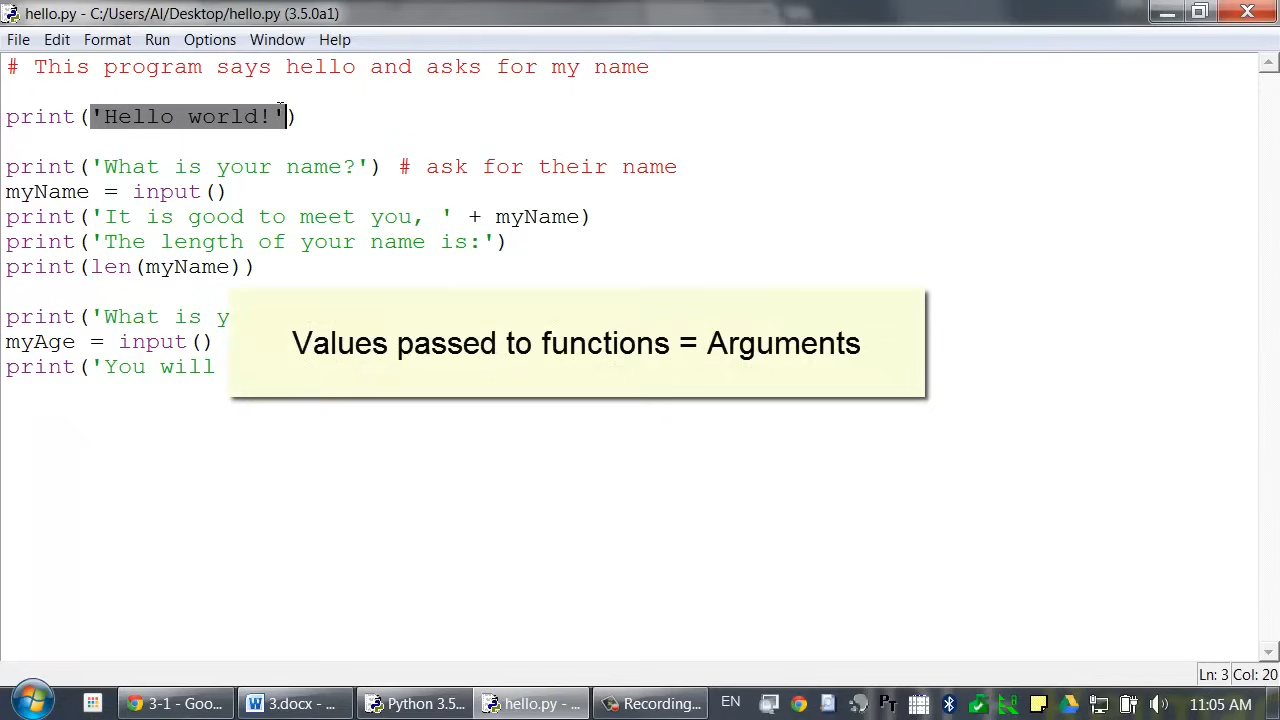 hello.py - C:/Users/Al/Desktop/hello.py (3.5.0a1)
File Edit Format Run Options Window Help
# This program says hello and asks for my name
print('Hello world!')
print('What is your name?') # ask for their name
myName = input()
print('It is good to meet you, ' + myName)
print('The length of your name is:')
print(len(myName))
print('What is y
Values passed to functions = Arguments
myAge = input()
print('You will
Ln: 3 Col: 20
3-1 - Goo... 3.docx - ... Python 3.5... hello.py - ... Recording... EN Pт 11:05 AM